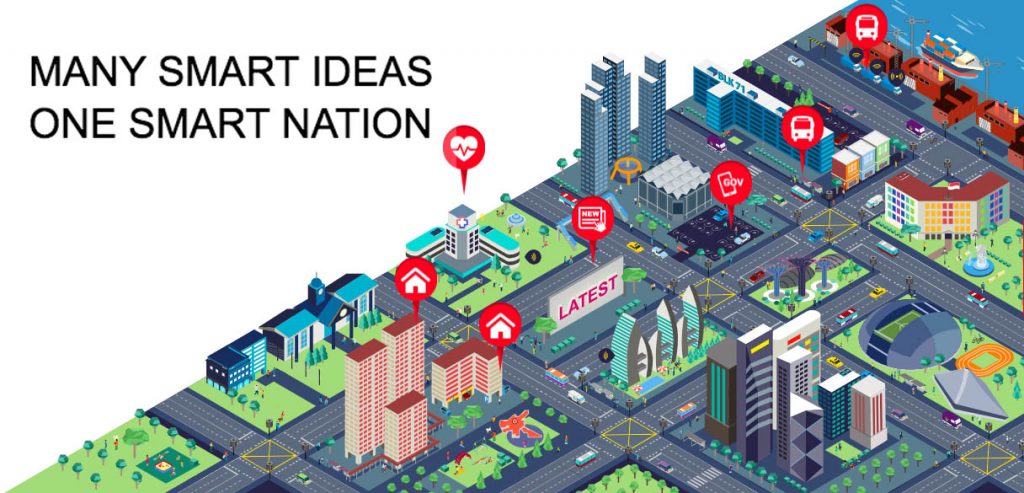 MANY SMART IDEAS
ONE SMART NATION
BLK 71
GOV
NEW
LATEST